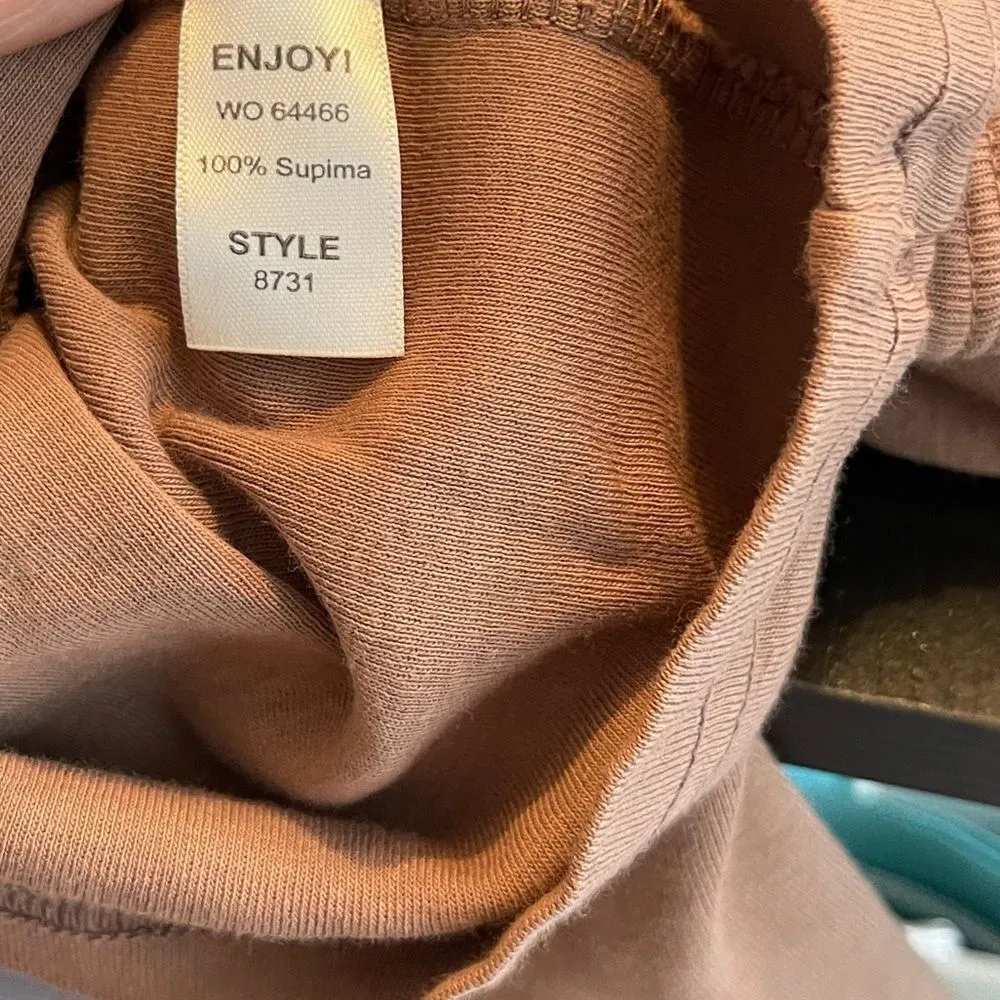 ENJOY!
WO 64466
100% Supima
STYLE
8731